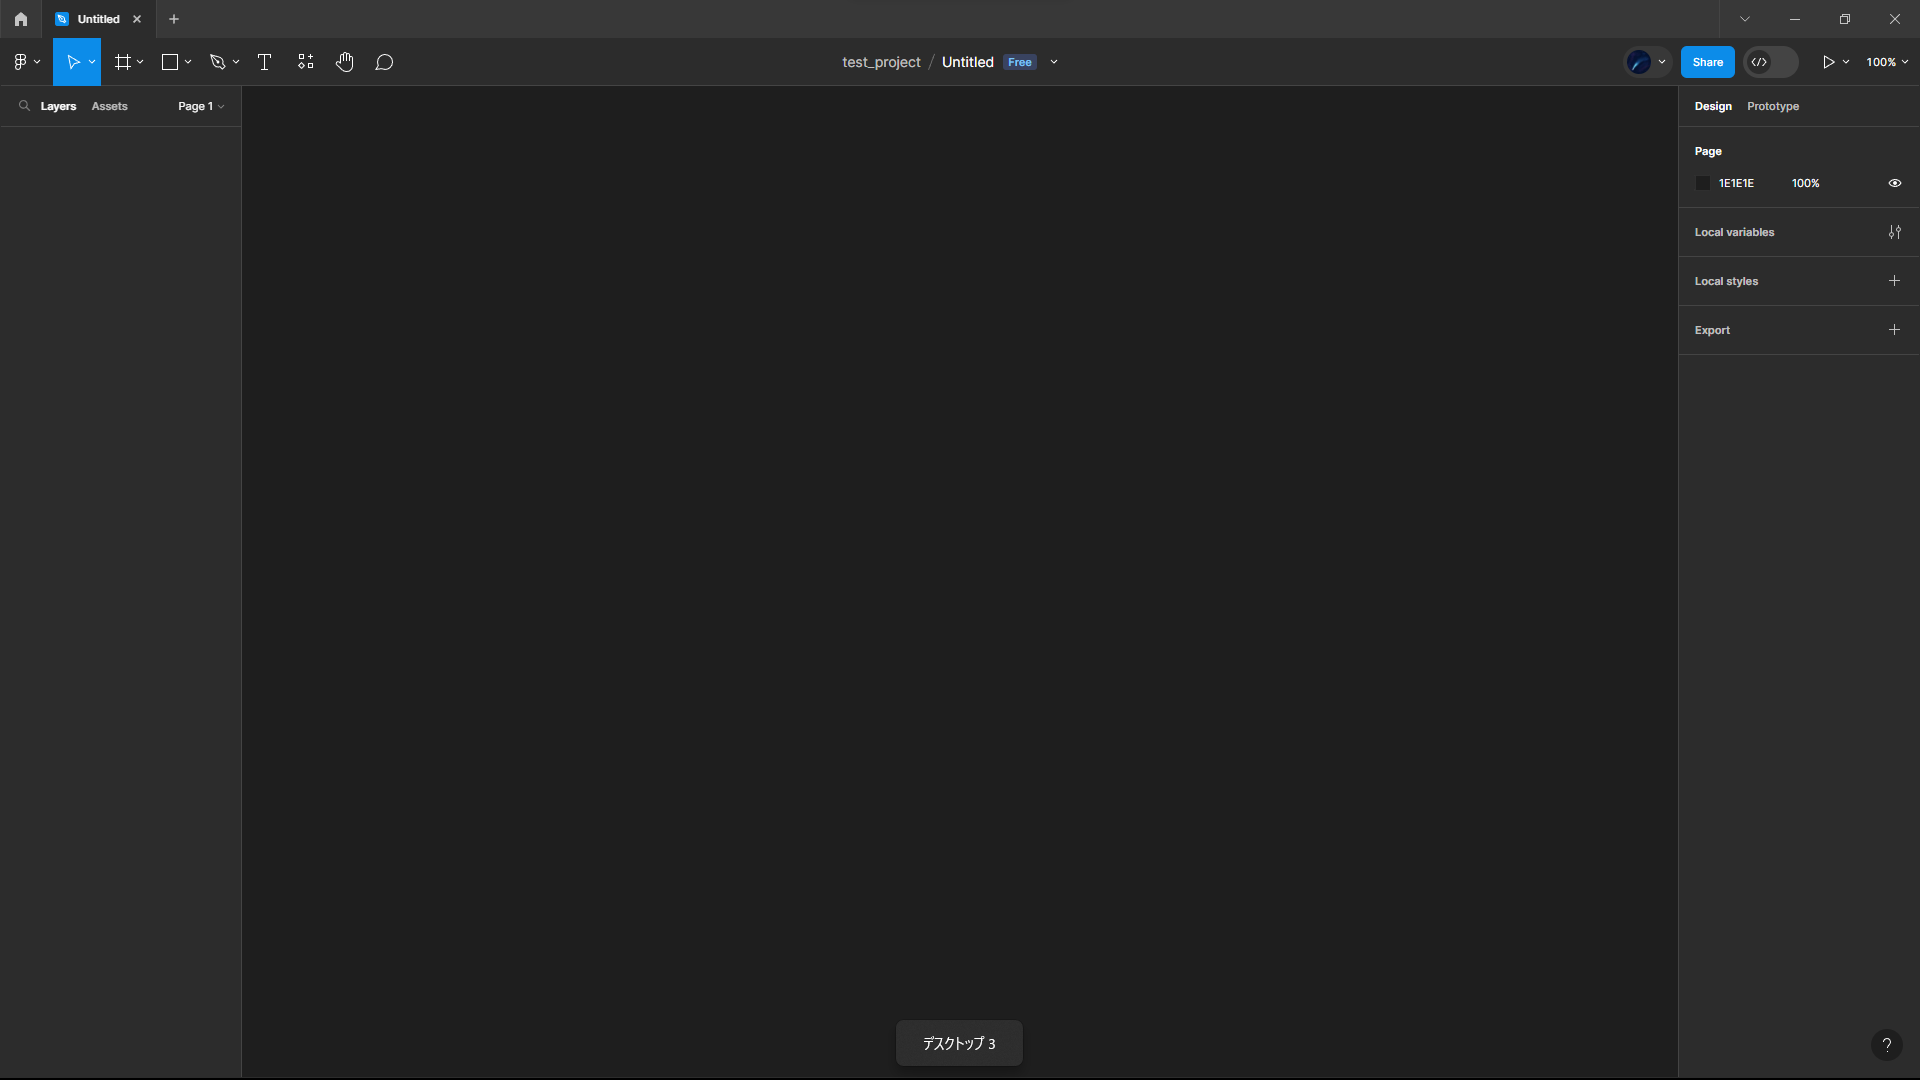 Untitled
test_project / Untitled Free
Share
100%
Layers Assets Page 1
Design Prototype
Page
1E1E1E 100%
Local variables
Local styles
Export
デスクトップ 3
?